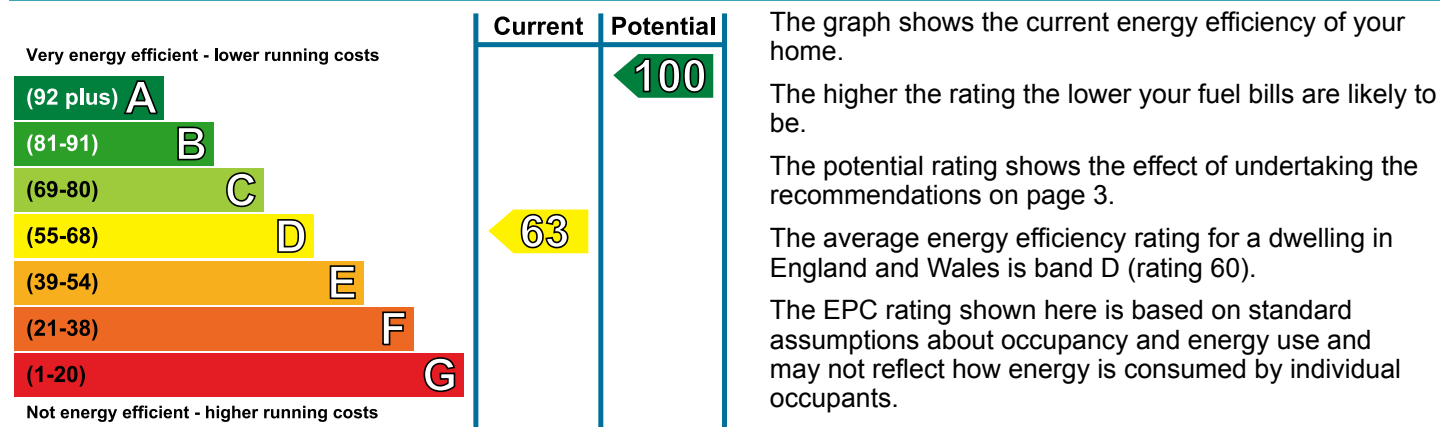 Current Potential
Very energy efficient - lower running costs
100
(92 plus) A
(81-91) B
(69-80) C
(55-68) D
63
(39-54) E
(21-38) F
(1-20) G
Not energy efficient - higher running costs
The graph shows the current energy efficiency of your
home.
The higher the rating the lower your fuel bills are likely to
be.
The potential rating shows the effect of undertaking the
recommendations on page 3.
The average energy efficiency rating for a dwelling in
England and Wales is band D (rating 60).
The EPC rating shown here is based on standard
assumptions about occupancy and energy use and
may not reflect how energy is consumed by individual
occupants.